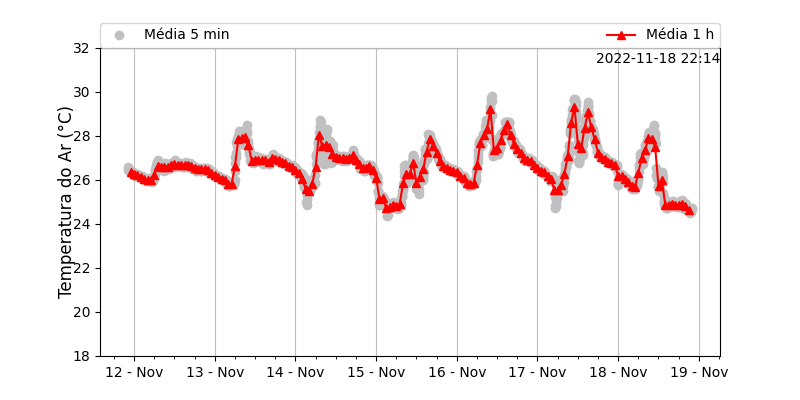 Média 5 min
Média 1 h
2022-11-18 22:14
Temperatura do Ar (°C)
32
30
28
26
24
22
20
18
12 - Nov
13 - Nov
14 - Nov
15 - Nov
16 - Nov
17 - Nov
18 - Nov
19 - Nov